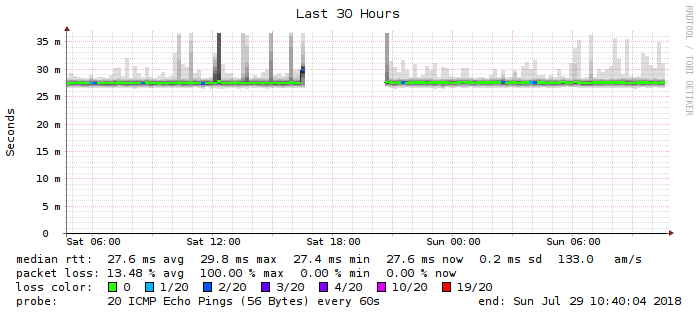 Last 30 Hours
RRDTOOL / TOBI OETIKER
Seconds
35 m
30 m
25 m
20 m
15 m
10 m
5 m
0
Sat 06:00 Sat 12:00 Sat 18:00 Sun 00:00 Sun 06:00
median rtt: 27.6 ms avg 29.8 ms max 27.4 ms min 27.6 ms now 0.2 ms sd 133.0 am/s
packet loss: 13.48 % avg 100.00 % max 0.00 % min 0.00 % now
loss color: 0 1/20 2/20 3/20 4/20 10/20 19/20
probe: 20 ICMP Echo Pings (56 Bytes) every 60s end: Sun Jul 29 10:40:04 2018